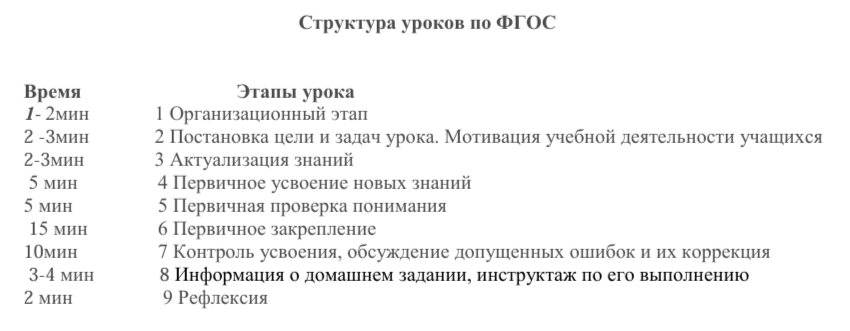 Структура уроков по ФГОС
Время Этапы урока
1- 2мин 1 Организационный этап
2 -3мин 2 Постановка цели и задач урока. Мотивация учебной деятельности учащихся
2-3мин 3 Актуализация знаний
5 мин 4 Первичное усвоение новых знаний
5 мин 5 Первичная проверка понимания
15 мин 6 Первичное закрепление
10мин 7 Контроль усвоения, обсуждение допущенных ошибок и их коррекция
3-4 мин 8 Информация о домашнем задании, инструктаж по его выполнению
2 мин 9 Рефлексия